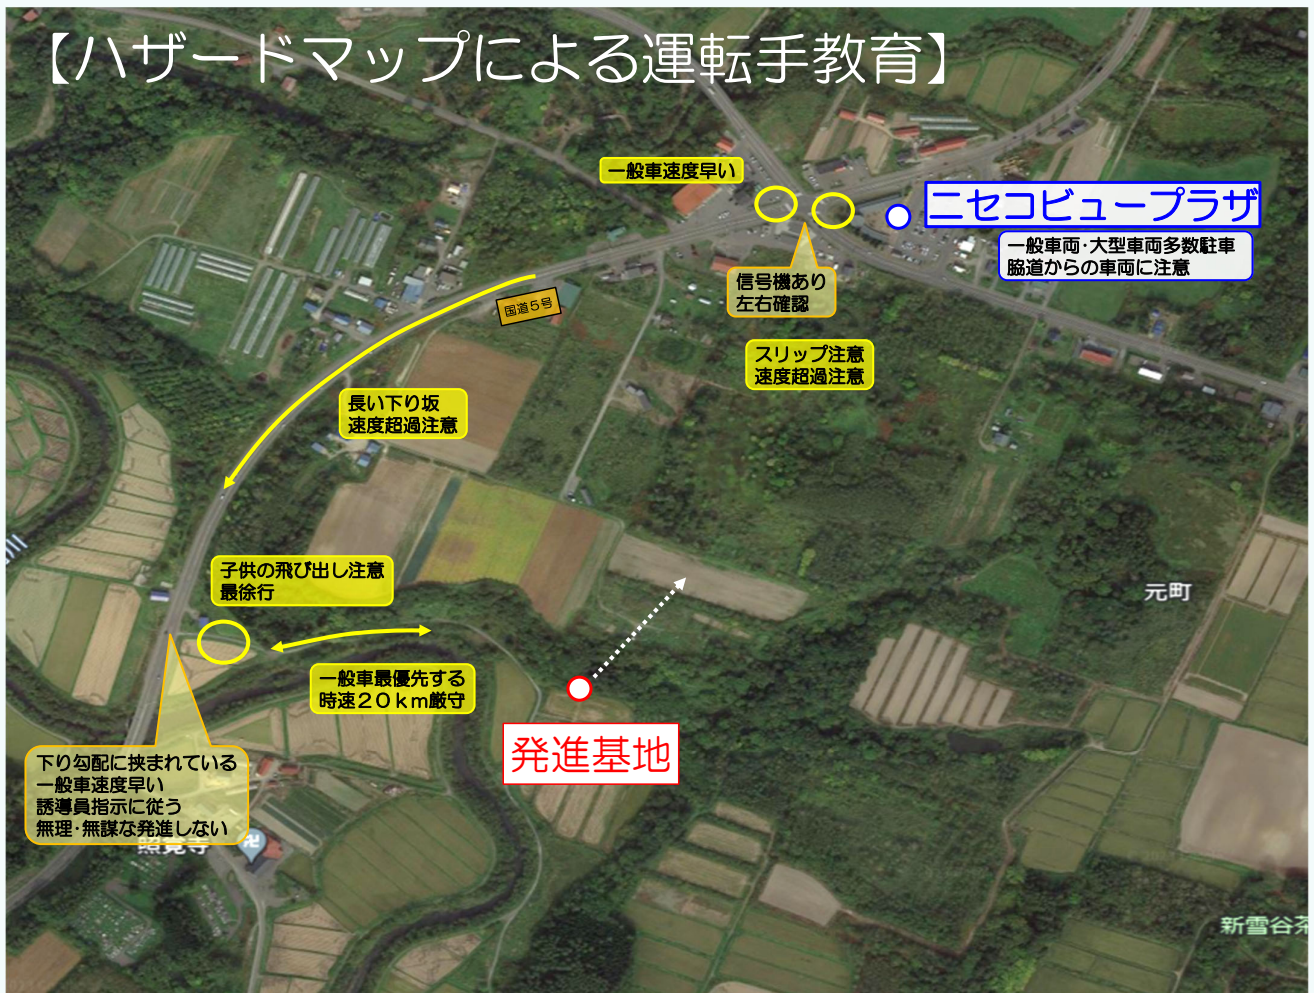 【ハザードマップによる運転手教育】
一般車速度早い
ニセコビュープラザ
一般車両・大型車両多数駐車
脇道からの車両に注意
信号機あり
左右確認
国道5号
スリップ注意
速度超過注意
長い下り坂
速度超過注意
子供の飛び出し注意
最徐行
元町
一般車最優先する
時速20km厳守
発進基地
下り勾配に挟まれている
一般車速度早い
誘導員指示に従う
無理・無謀な発進しない
照覚寺
新雪谷茶